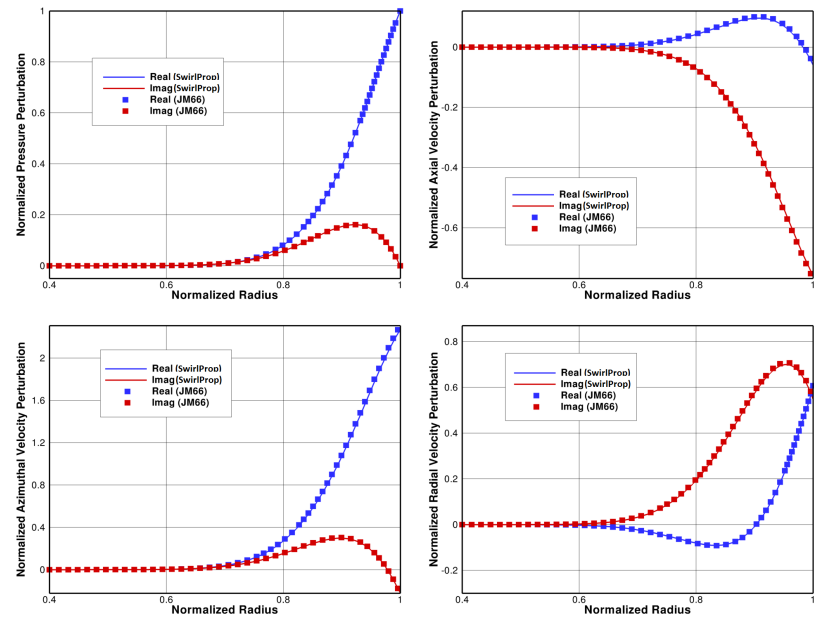 Normalized Pressure Perturbation
1
0.8
0.6
0.4
0.2
0
0.4
0.6
0.8
1
Normalized Radius
Real (SwirlProp)
Imag(SwirlProp)
Real (JM66)
Imag (JM66)
Normalized Axial Velocity Perturbation
0
-0.2
-0.4
-0.6
0.4
0.6
0.8
1
Normalized Radius
Real (SwirlProp)
Imag(SwirlProp)
Real (JM66)
Imag (JM66)
Normalized Azimuthal Velocity Perturbation
2
1.6
1.2
0.8
0.4
0
0.4
0.6
0.8
1
Normalized Radius
Real (SwirlProp)
Imag(SwirlProp)
Real (JM66)
Imag (JM66)
Normalized Radial Velocity Perturbation
0.8
0.6
0.4
0.2
0
-0.2
0.4
0.6
0.8
1
Normalized Radius
Real (SwirlProp)
Imag(SwirlProp)
Real (JM66)
Imag (JM66)